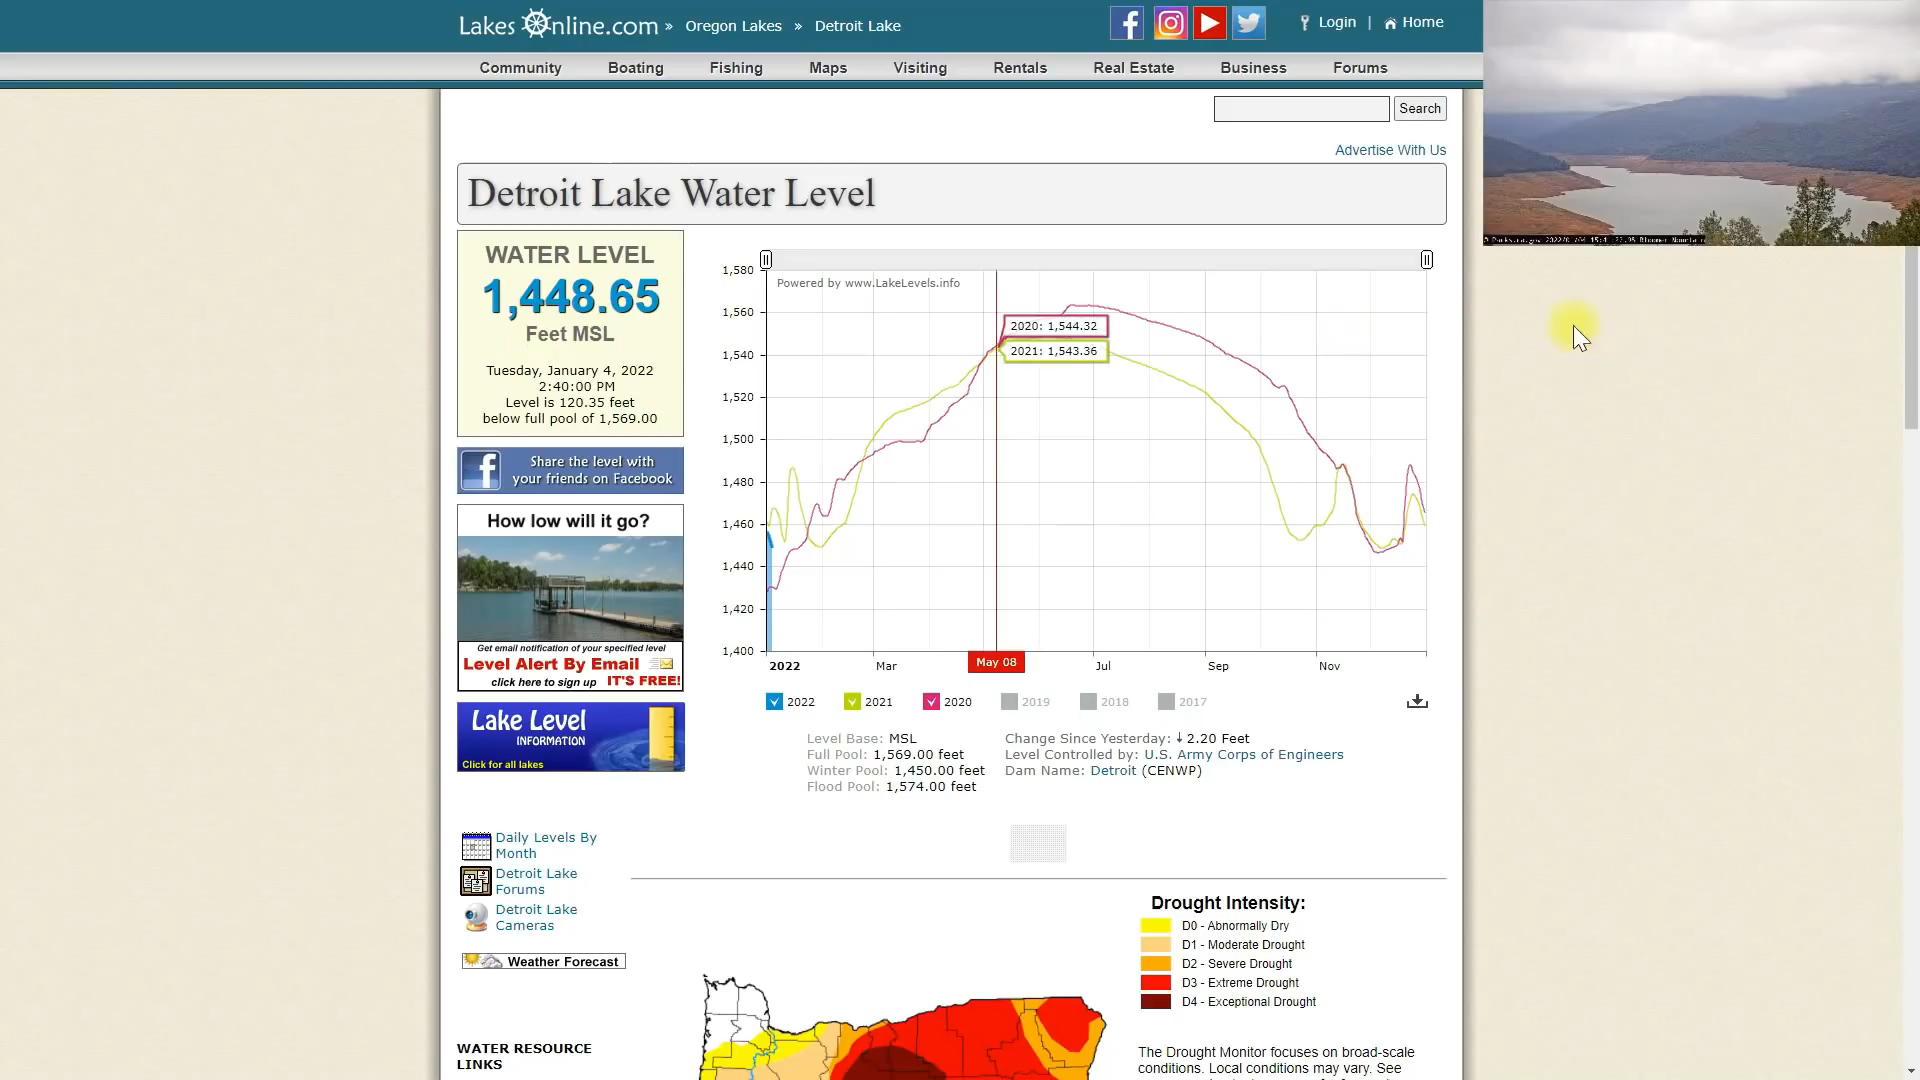 Lakes Online.com » Oregon Lakes » Detroit Lake
Login | Home
Community Boating Fishing Maps Visiting Rentals Real Estate Business Forums
Search
Advertise With Us
Detroit Lake Water Level
WATER LEVEL
1,448.65
Feet MSL
Tuesday, January 4, 2022
2:40:00 PM
Level is 120.35 feet
below full pool of 1,569.00
Share the level with
your friends on Facebook
How low will it go?
Get email notification of your specified level
Level Alert By Email
click here to sign up IT'S FREE!
Lake Level
INFORMATION
Click for all lakes
Powered by www.LakeLevels.info
1,580
1,560
1,540
1,520
1,500
1,480
1,460
1,440
1,420
1,400
2020: 1,544.32
2021: 1,543.36
2022 Mar May 08 Jul Sep Nov
2022 2021 2020 2019 2018 2017
Level Base: MSL
Full Pool: 1,569.00 feet
Winter Pool: 1,450.00 feet
Flood Pool: 1,574.00 feet
Change Since Yesterday: ↓ 2.20 Feet
Level Controlled by: U.S. Army Corps of Engineers
Dam Name: Detroit (CENWP)
Daily Levels By
Month
Detroit Lake
Forums
Detroit Lake
Cameras
Weather Forecast
WATER RESOURCE
LINKS
Drought Intensity:
D0 - Abnormally Dry
D1 - Moderate Drought
D2 - Severe Drought
D3 - Extreme Drought
D4 - Exceptional Drought
The Drought Monitor focuses on broad-scale
conditions. Local conditions may vary. See